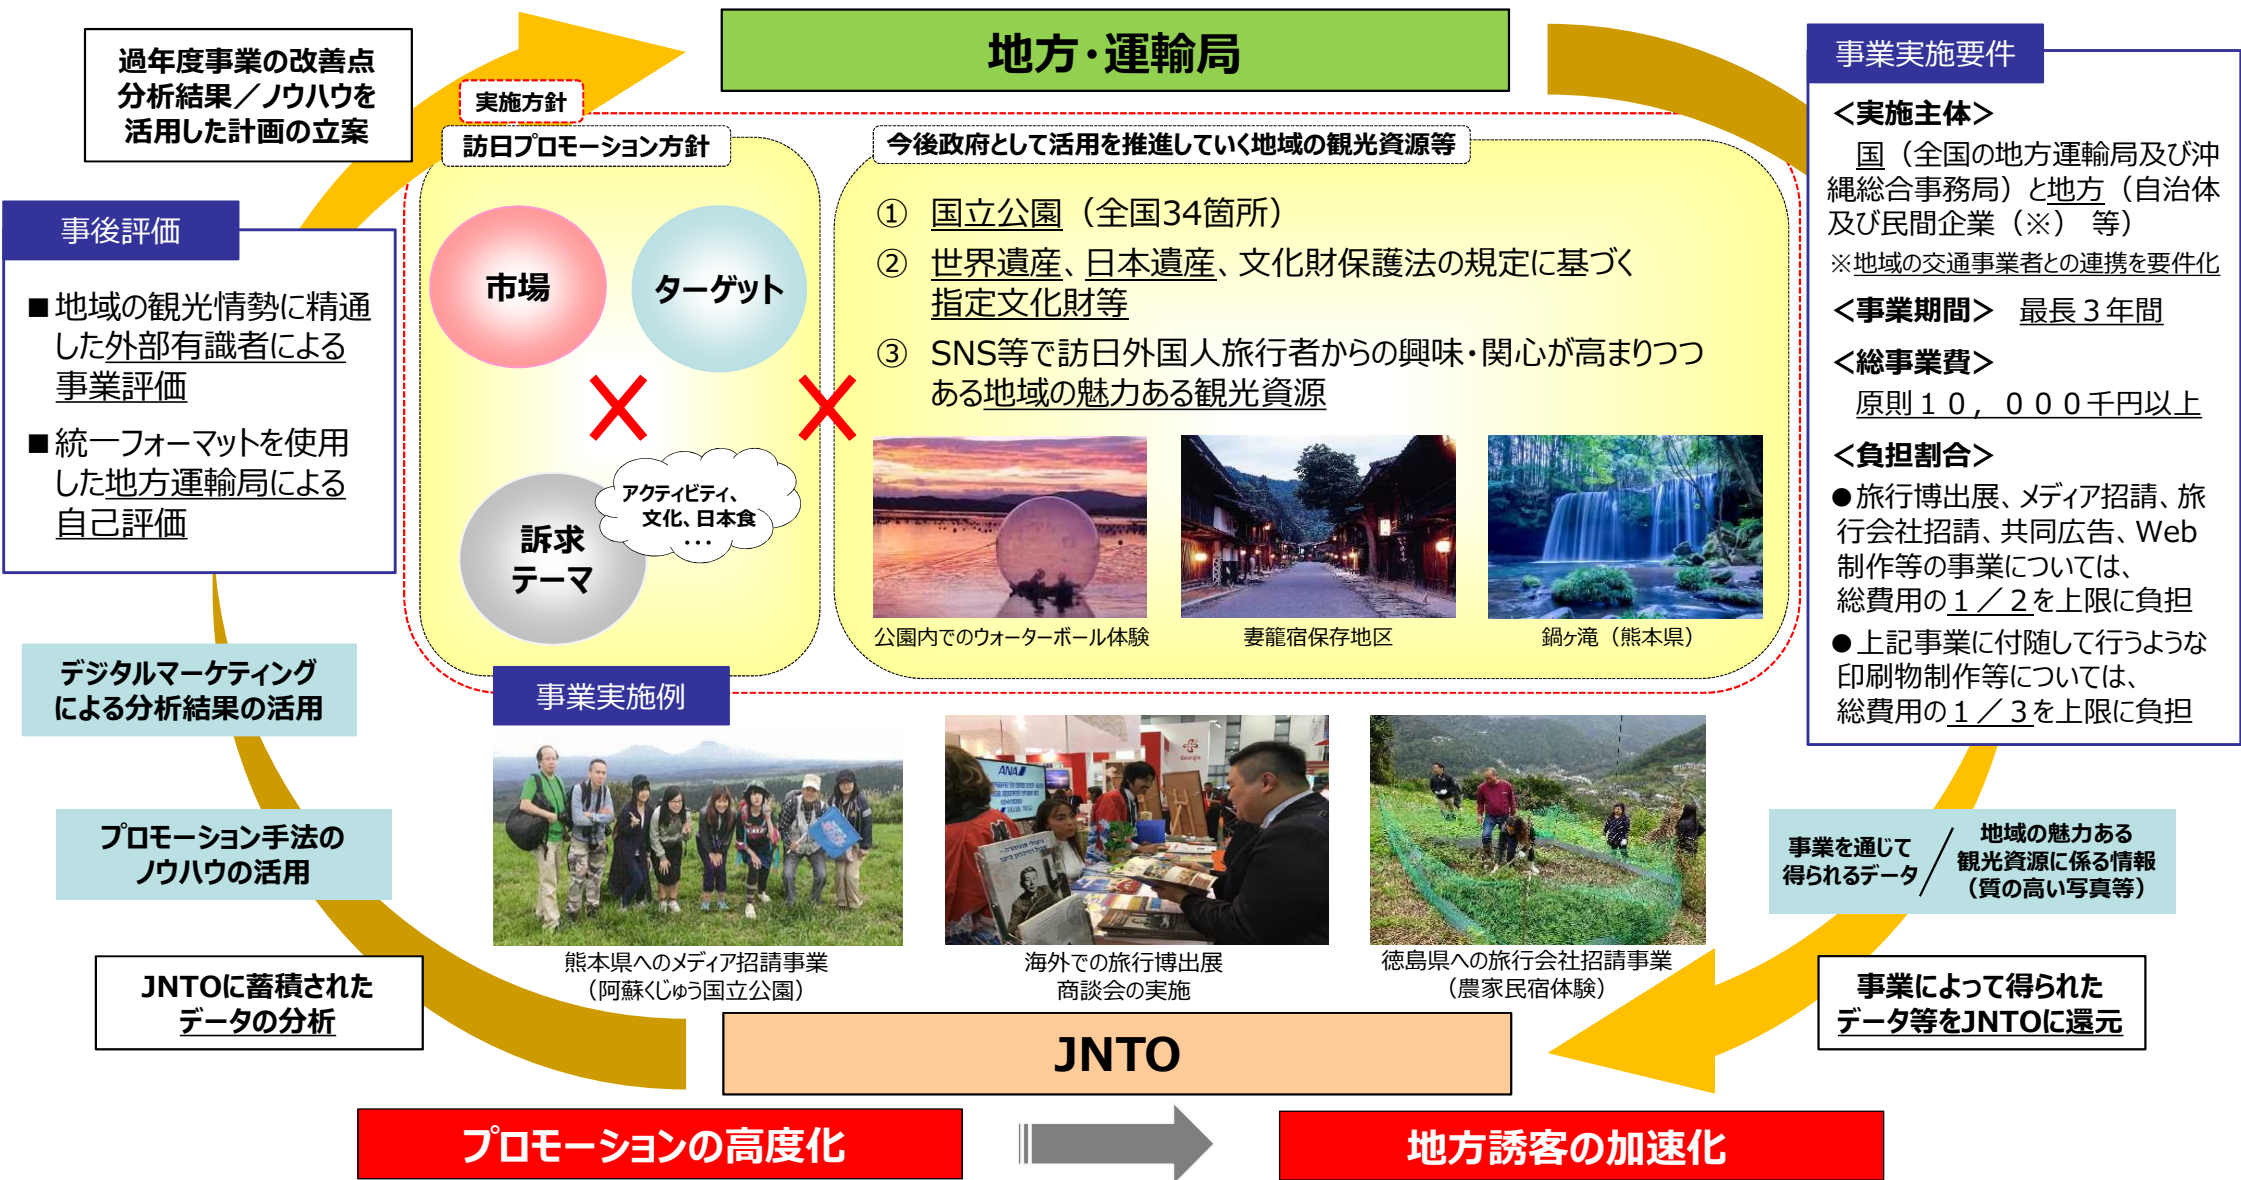 地方・運輸局
過年度事業の改善点
分析結果／ノウハウを
活用した計画の立案
実施方針
訪日プロモーション方針
市場
ターゲット
訴求
テーマ
アクティビティ、
文化、日本食
・・・
今後政府として活用を推進していく地域の観光資源等
① 国立公園（全国34箇所）
② 世界遺産、日本遺産、文化財保護法の規定に基づく
指定文化財等
③ SNS等で訪日外国人旅行者からの興味・関心が高まりつつ
ある地域の魅力ある観光資源
公園内でのウォーターボール体験
妻籠宿保存地区
鍋ヶ滝（熊本県）
事業実施要件
＜実施主体＞
国（全国の地方運輸局及び沖
縄総合事務局）と地方（自治体
及び民間企業（※） 等）
※地域の交通事業者との連携を要件化
＜事業期間＞ 最長３年間
＜総事業費＞
原則１０，０００千円以上
＜負担割合＞
●旅行博出展、メディア招請、旅
行会社招請、共同広告、Web
制作等の事業については、
総費用の１／２を上限に負担
●上記事業に付随して行うような
印刷物制作等については、
総費用の１／３を上限に負担
事後評価
■地域の観光情勢に精通
した外部有識者による
事業評価
■統一フォーマットを使用
した地方運輸局による
自己評価
デジタルマーケティング
による分析結果の活用
プロモーション手法の
ノウハウの活用
JNTOに蓄積された
データの分析
事業実施例
ANA
Georgia
熊本県へのメディア招請事業
（阿蘇くじゅう国立公園）
海外での旅行博出展
商談会の実施
徳島県への旅行会社招請事業
（農家民宿体験）
事業を通じて
得られるデータ
／
地域の魅力ある
観光資源に係る情報
（質の高い写真等）
事業によって得られた
データ等をJNTOに還元
JNTO
プロモーションの高度化
地方誘客の加速化